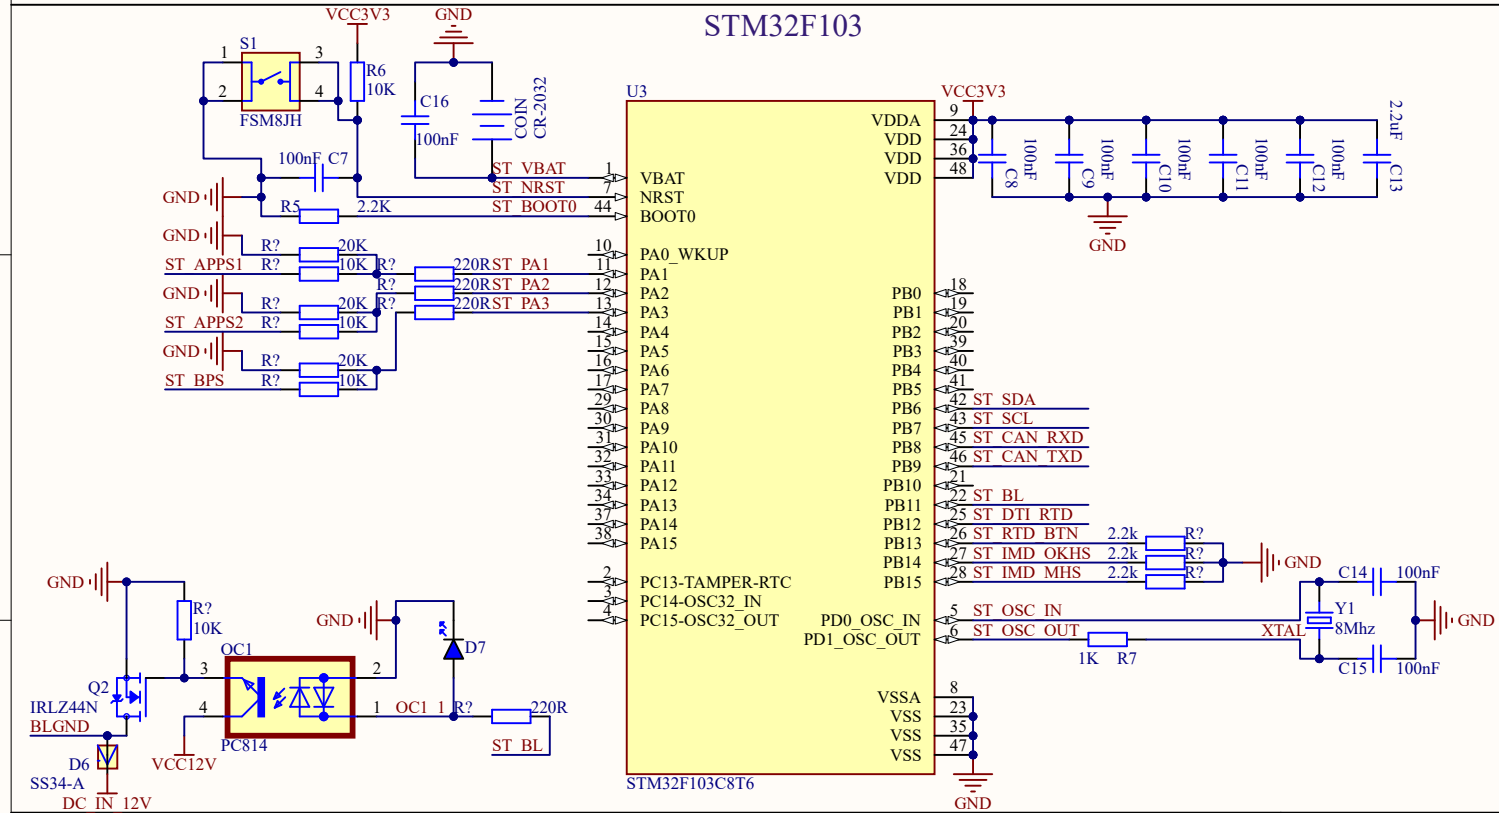 STM32F103
VCC3V3
GND
S1
1
3
2
4
FSM8JH
R6
10K
C16
100nF
COIN
CR-2032
100nF C7
GND
R5
2.2K
ST_VBAT
1
ST_NRST
7
ST_BOOT0
44
GND
R?
20K
ST_APPS1
R?
10K
R?
220R
ST_PA1
GND
R?
220R
ST_PA2
R?
20K
R?
220R
ST_PA3
ST_APPS2
R?
10K
GND
R?
20K
ST_BPS
R?
10K
U3
VBAT
NRST
BOOT0
10
PA0_WKUP
11
PA1
12
PA2
13
PA3
14
PA4
15
PA5
16
PA6
17
PA7
29
PA8
30
PA9
31
PA10
32
PA11
33
PA12
34
PA13
37
PA14
38
PA15
2
PC13-TAMPER-RTC
3
PC14-OSC32_IN
4
PC15-OSC32_OUT
STM32F103C8T6
VCC3V3
VDDA
9
VDD
24
VDD
36
VDD
48
100nF
C8
100nF
C9
100nF
C10
100nF
C11
100nF
C12
2.2uF
C13
GND
PB0
18
PB1
19
PB2
20
PB3
39
PB4
40
PB5
41
PB6
42
ST_SDA
PB7
43
ST_SCL
PB8
45
ST_CAN_RXD
PB9
46
ST_CAN_TXD
PB10
21
PB11
22
ST_BL
PB12
25
ST_DTI_RTD
PB13
26
ST_RTD_BTN
2.2k
R?
PB14
27
ST_IMD_OKHS
2.2k
R?
GND
PB15
28
ST_IMD_MHS
2.2k
R?
PD0_OSC_IN
5
ST_OSC_IN
PD1_OSC_OUT
6
ST_OSC_OUT
1K
R7
XTAL
C14
100nF
Y1
8Mhz
GND
C15
100nF
VSSA
8
VSS
23
VSS
35
VSS
47
GND
GND
R?
10K
GND
D7
OC1
3
2
4
1
OC1_1
R?
220R
ST_BL
PC814
Q2
IRLZ44N
BLGND
D6
SS34-A
VCC12V
DC_IN_12V